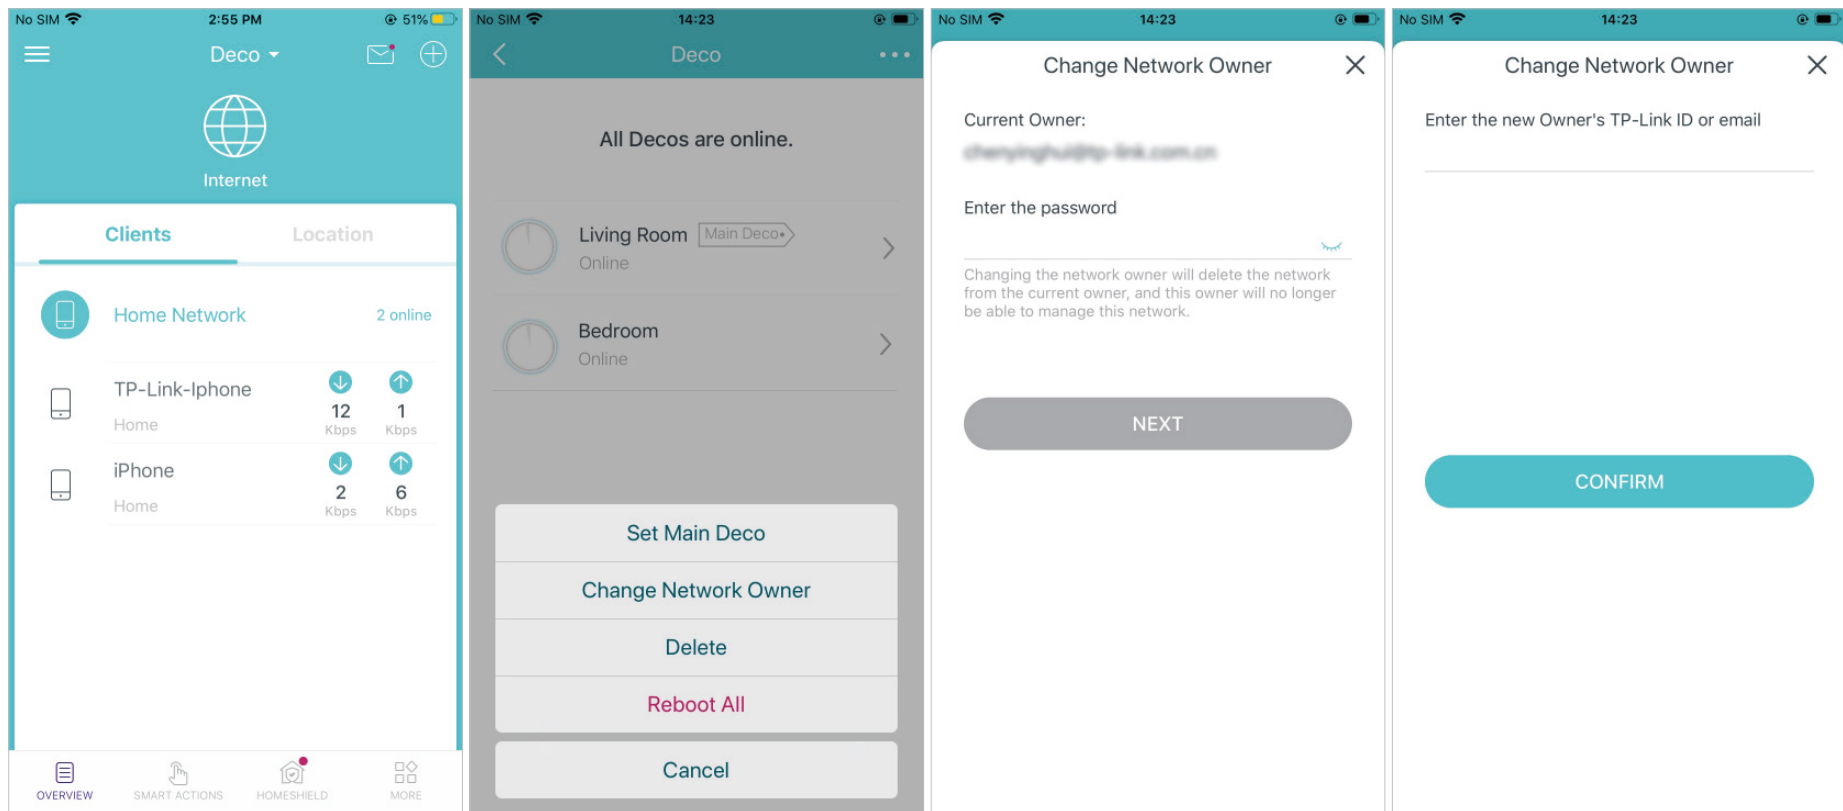 No SIM 2:55 PM 51%
Deco
Internet
Clients Location
Home Network 2 online
TP-Link-Iphone 12 1
Home Kbps Kbps
iPhone 2 6
Home Kbps Kbps
OVERVIEW SMART ACTIONS HOMESHIELD MORE
No SIM 14:23
Deco
All Decos are online.
Living Room Main Deco
Online
Bedroom
Online
Set Main Deco
Change Network Owner
Delete
Reboot All
Cancel
No SIM 14:23
Change Network Owner
Current Owner:
Enter the password
Changing the network owner will delete the network
from the current owner, and this owner will no longer
be able to manage this network.
NEXT
No SIM 14:23
Change Network Owner
Enter the new Owner's TP-Link ID or email
CONFIRM